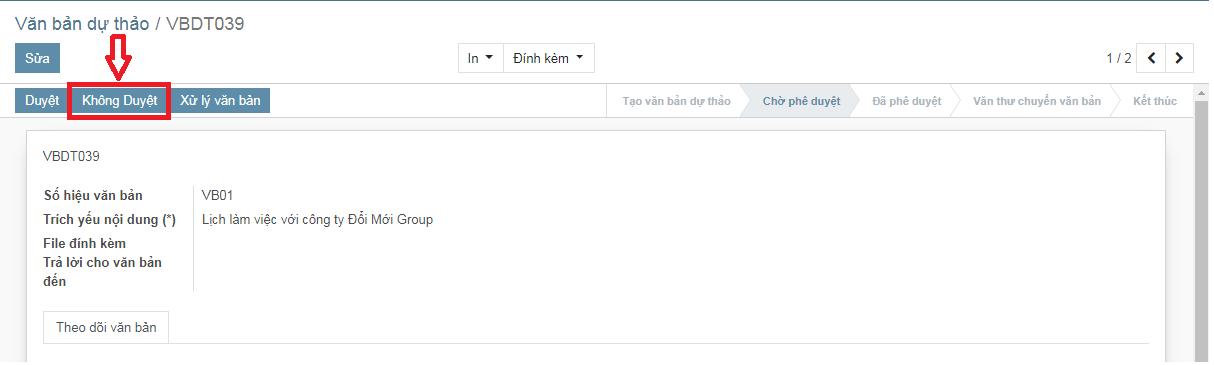 Văn bản dự thảo / VBDT039
Sửa
In
Đính kèm
1 / 2
Duyệt
Không Duyệt
Xử lý văn bản
Tạo văn bản dự thảo
Chờ phê duyệt
Đã phê duyệt
Văn thư chuyển văn bản
Kết thúc
VBDT039
Số hiệu văn bản VB01
Trích yếu nội dung (*) Lịch làm việc với công ty Đổi Mới Group
File đính kèm
Trả lời cho văn bản
đến
Theo dõi văn bản